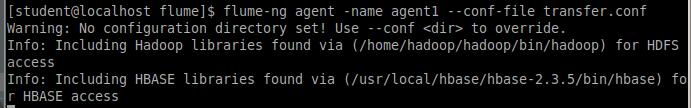 [student@localhost flume]$ flume-ng agent -name agent1 --conf-file transfer.conf
Warning: No configuration directory set! Use --conf <dir> to override.
Info: Including Hadoop libraries found via (/home/hadoop/hadoop/bin/hadoop) for HDFS
access
Info: Including HBASE libraries found via (/usr/local/hbase/hbase-2.3.5/bin/hbase) fo
r HBASE access